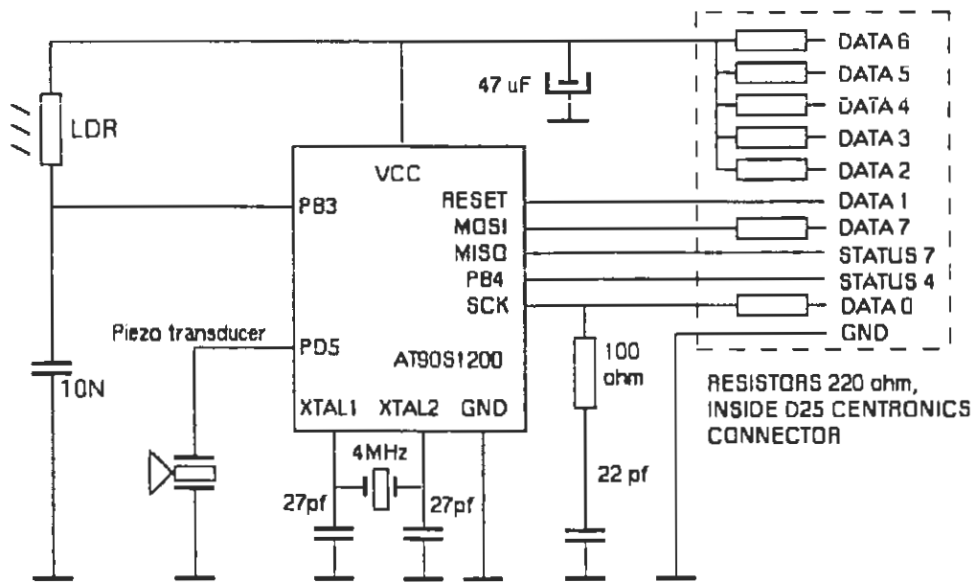 DATA 6
47 uF
DATA 5
DATA 4
LDR
DATA 3
VCC
DATA 2
PB3
RESET
DATA 1
MOSI
DATA 7
MISO
STATUS 7
PB4
STATUS 4
SCK
DATA 0
Piezo transducer
GND
PD5
AT90S1200
100
ohm
10N
RESISTORS 220 ohm,
INSIDE D25 CENTRONICS
CONNECTOR
XTAL1 XTAL2 GND
4MHz
22 pf
27pf
27pf